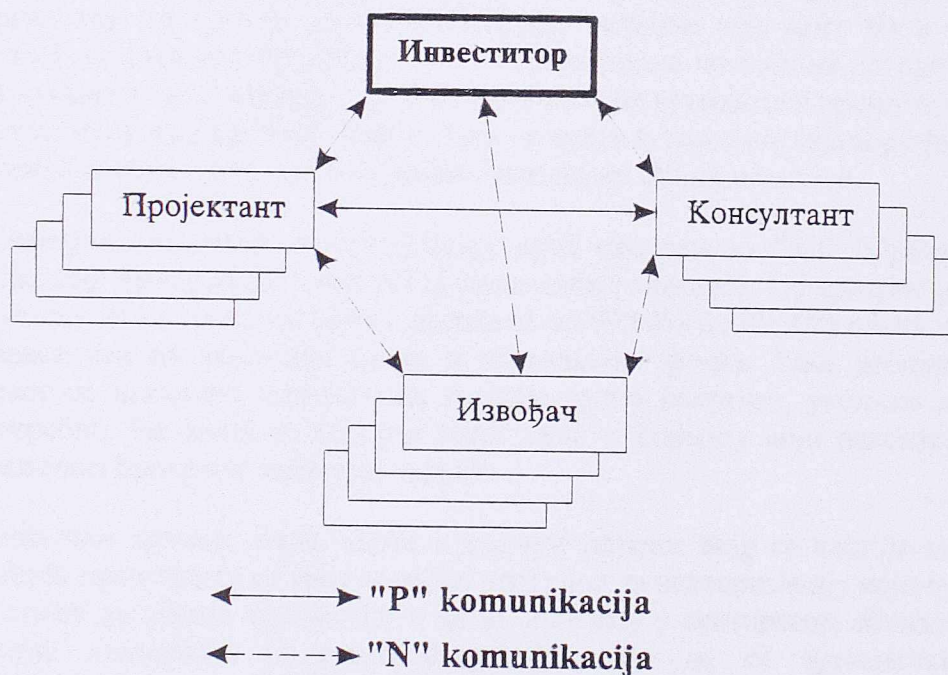 Инвеститор
Пројектант
Консултант
Извођач
"P" komunikacija
"N" komunikacija